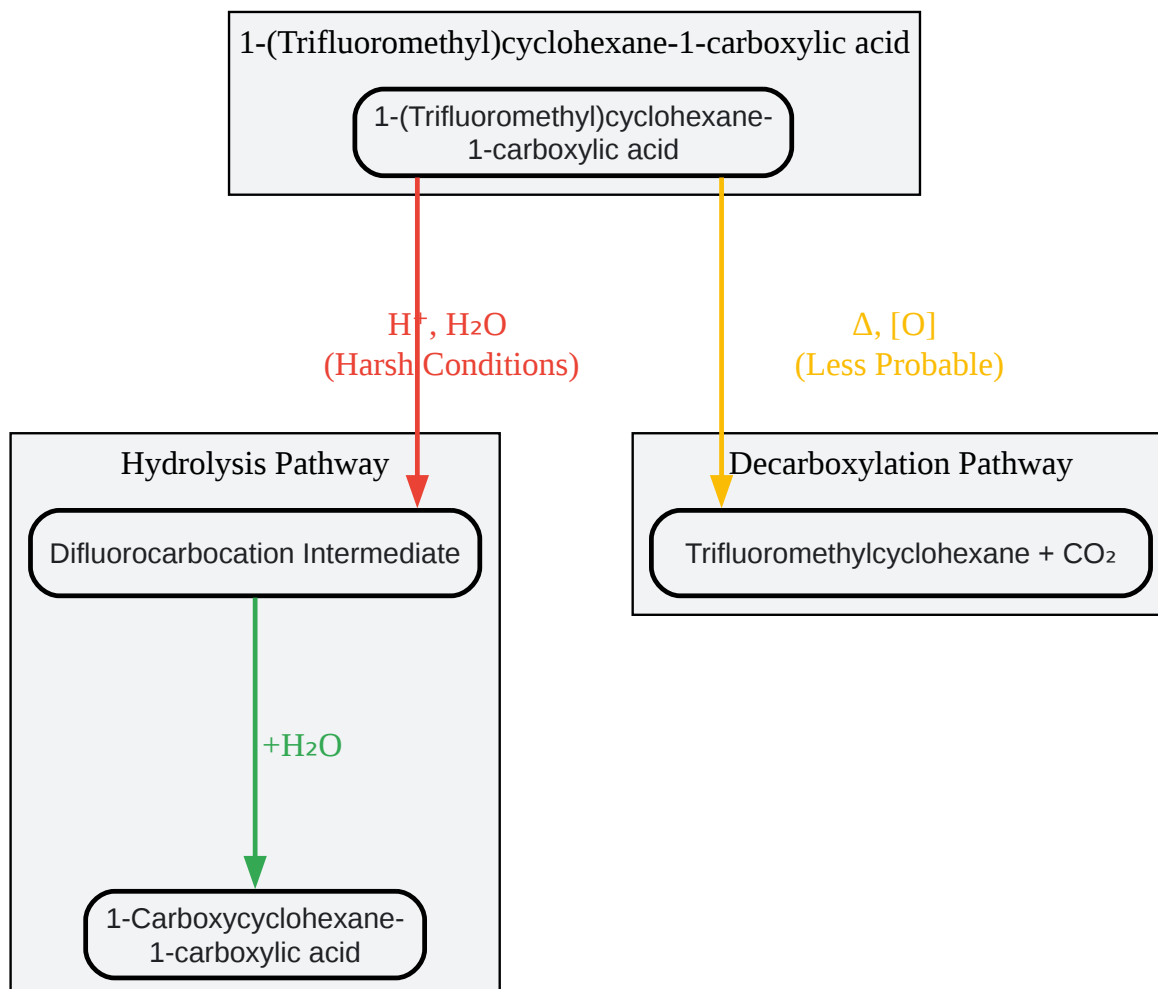 1-(Trifluoromethyl)cyclohexane-1-carboxylic acid
1-(Trifluoromethyl)cyclohexane-
1-carboxylic acid
H⁺, H₂O
(Harsh Conditions)
Δ, [O]
(Less Probable)
Hydrolysis Pathway
Decarboxylation Pathway
Difluorocarbocation Intermediate
Trifluoromethylcyclohexane + CO₂
+H₂O
1-Carboxycyclohexane-
1-carboxylic acid